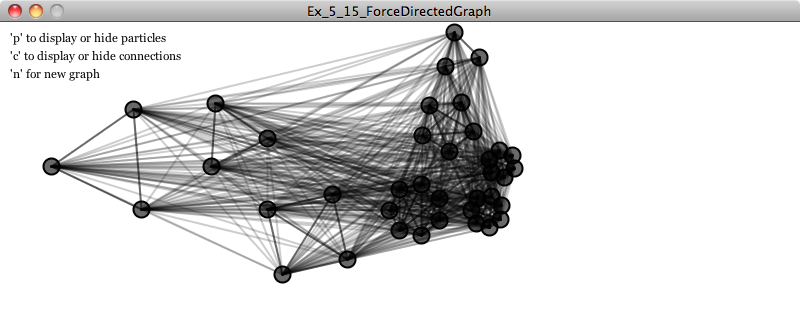 Ex_5_15_ForceDirectedGraph
'p' to display or hide particles
'c' to display or hide connections
'n' for new graph